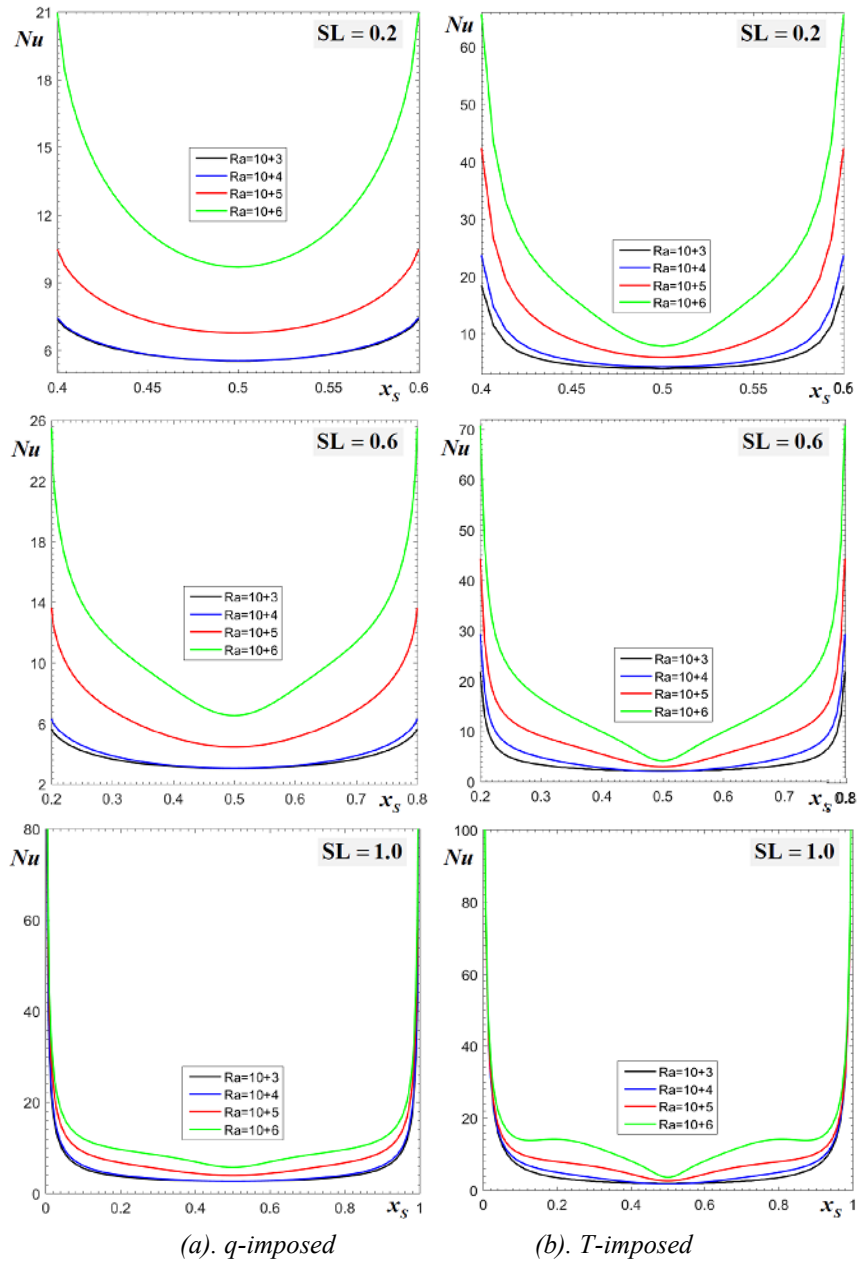 21
Nu
SL = 0.2
18
15
12
9
6
Ra=10+3
Ra=10+4
Ra=10+5
Ra=10+6
0.4
0.45
0.5
0.55
0.6
xs
Nu
SL = 0.2
60
50
40
30
20
10
Ra=10+3
Ra=10+4
Ra=10+5
Ra=10+6
0.4
0.45
0.5
0.55
0.6
xs
26
Nu
SL = 0.6
22
18
14
10
6
2
Ra=10+3
Ra=10+4
Ra=10+5
Ra=10+6
0.2
0.3
0.4
0.5
0.6
0.7
0.8
xs
70
Nu
SL = 0.6
60
50
40
30
20
10
0
Ra=10+3
Ra=10+4
Ra=10+5
Ra=10+6
0.2
0.3
0.4
0.5
0.6
0.7
0.8
xs
80
Nu
SL = 1.0
60
40
20
0
Ra=10+3
Ra=10+4
Ra=10+5
Ra=10+6
0
0.2
0.4
0.6
0.8
1
xs
100
Nu
SL = 1.0
80
60
40
20
0
Ra=10+3
Ra=10+4
Ra=10+5
Ra=10+6
0
0.2
0.4
0.6
0.8
1
xs
(a). q-imposed
(b). T-imposed